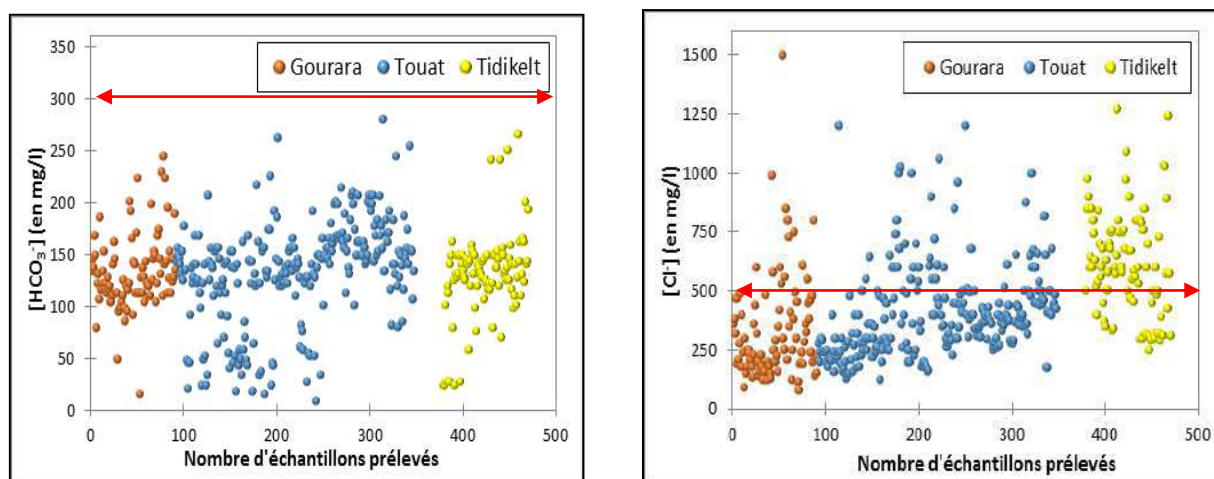 350
300
250
200
150
100
50
0
[HCO₃⁻] (en mg/l)
Gourara Touat Tidikelt
0 100 200 300 400 500
Nombre d'échantillons prélevés
1500
1250
1000
750
500
250
0
[Cl⁻] (en mg/l)
Gourara Touat Tidikelt
0 100 200 300 400 500
Nombre d'échantillons prélevés